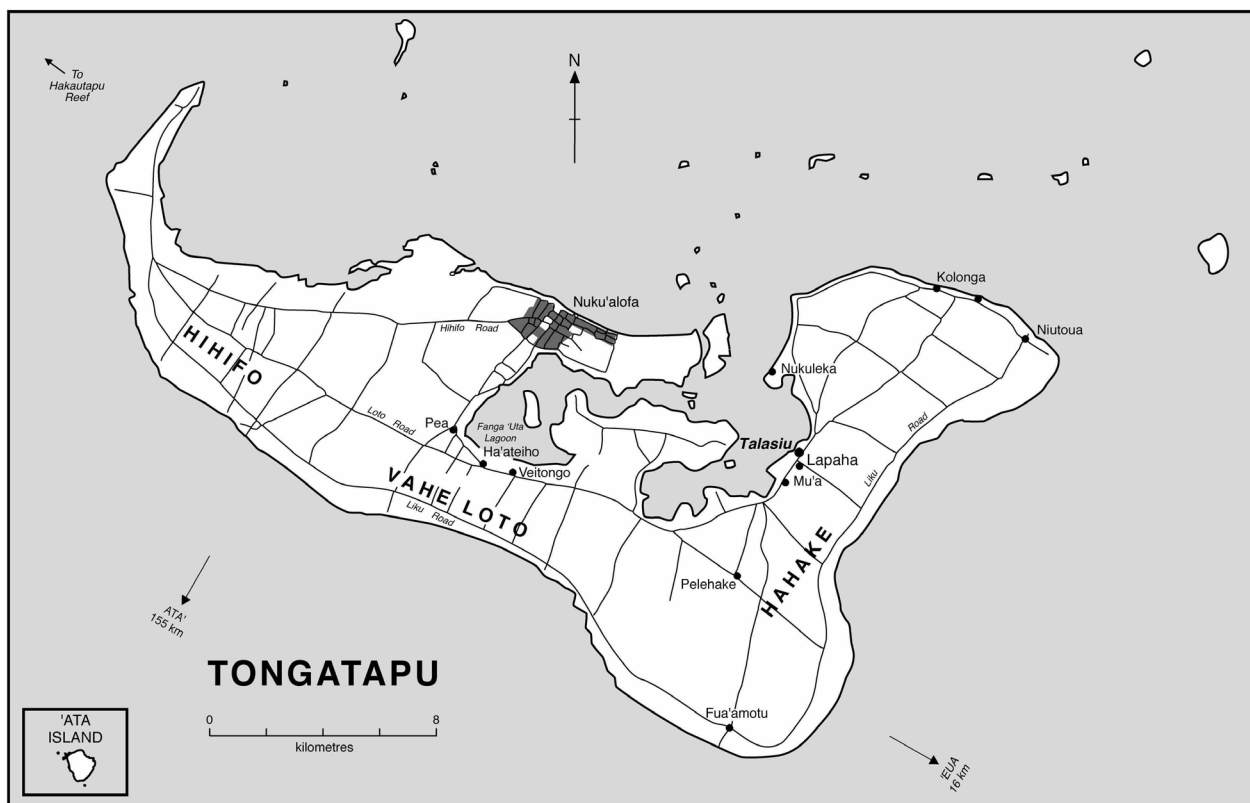 To
Hakautapu
Reef
N
Kolonga
Nuku'alofa
Niutoua
Hihifo Road
HIHIFO
Nukuleka
Road
Loto
Road
Pea
Fanga 'Uta
Lagoon
Talasiu
Ha'ateiho
Lapaha
Veitongo
Liku
Mu'a
VAHE LOTO
Liku Road
HAHAKE
Pelehake
ATA'
155 km
TONGATAPU
'ATA
ISLAND
0 8
kilometres
Fua'amotu
'EUA
16 km